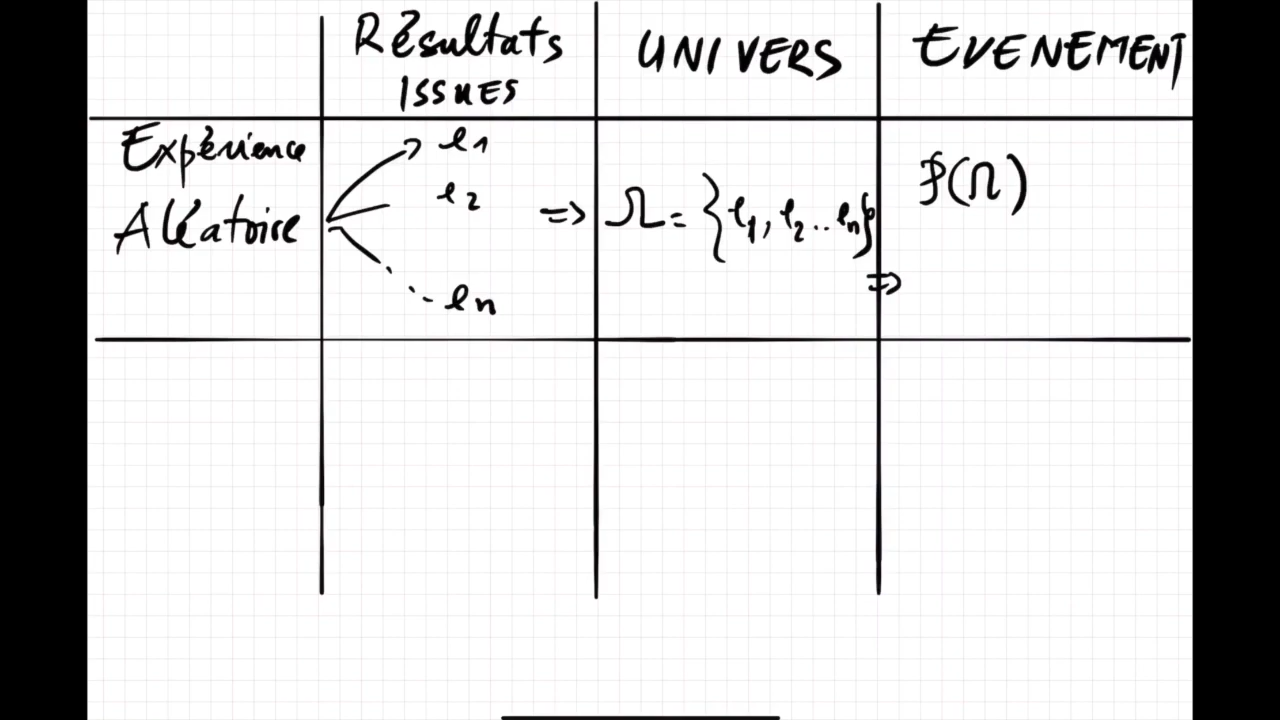 Résultats
ISSUES
UNIVERS
EVENEMENT
Expérience
Aléatoire
e1
e2
... en
=> Ω = {e1, e2 .. en}
=>
P(Ω)